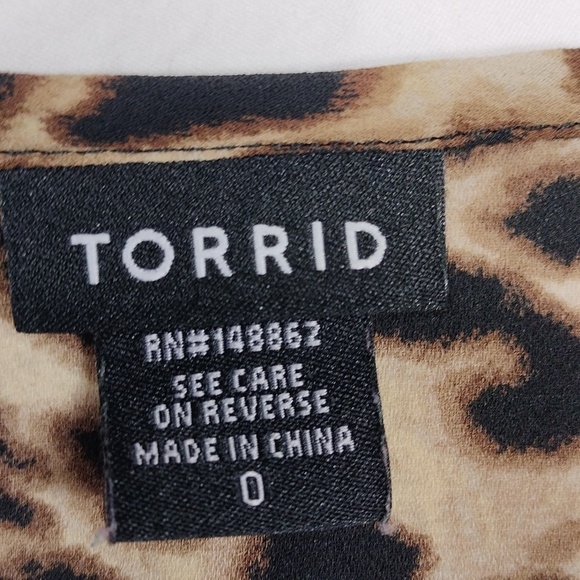 TORRID
RN#148862
SEE CARE
ON REVERSE
MADE IN CHINA
0